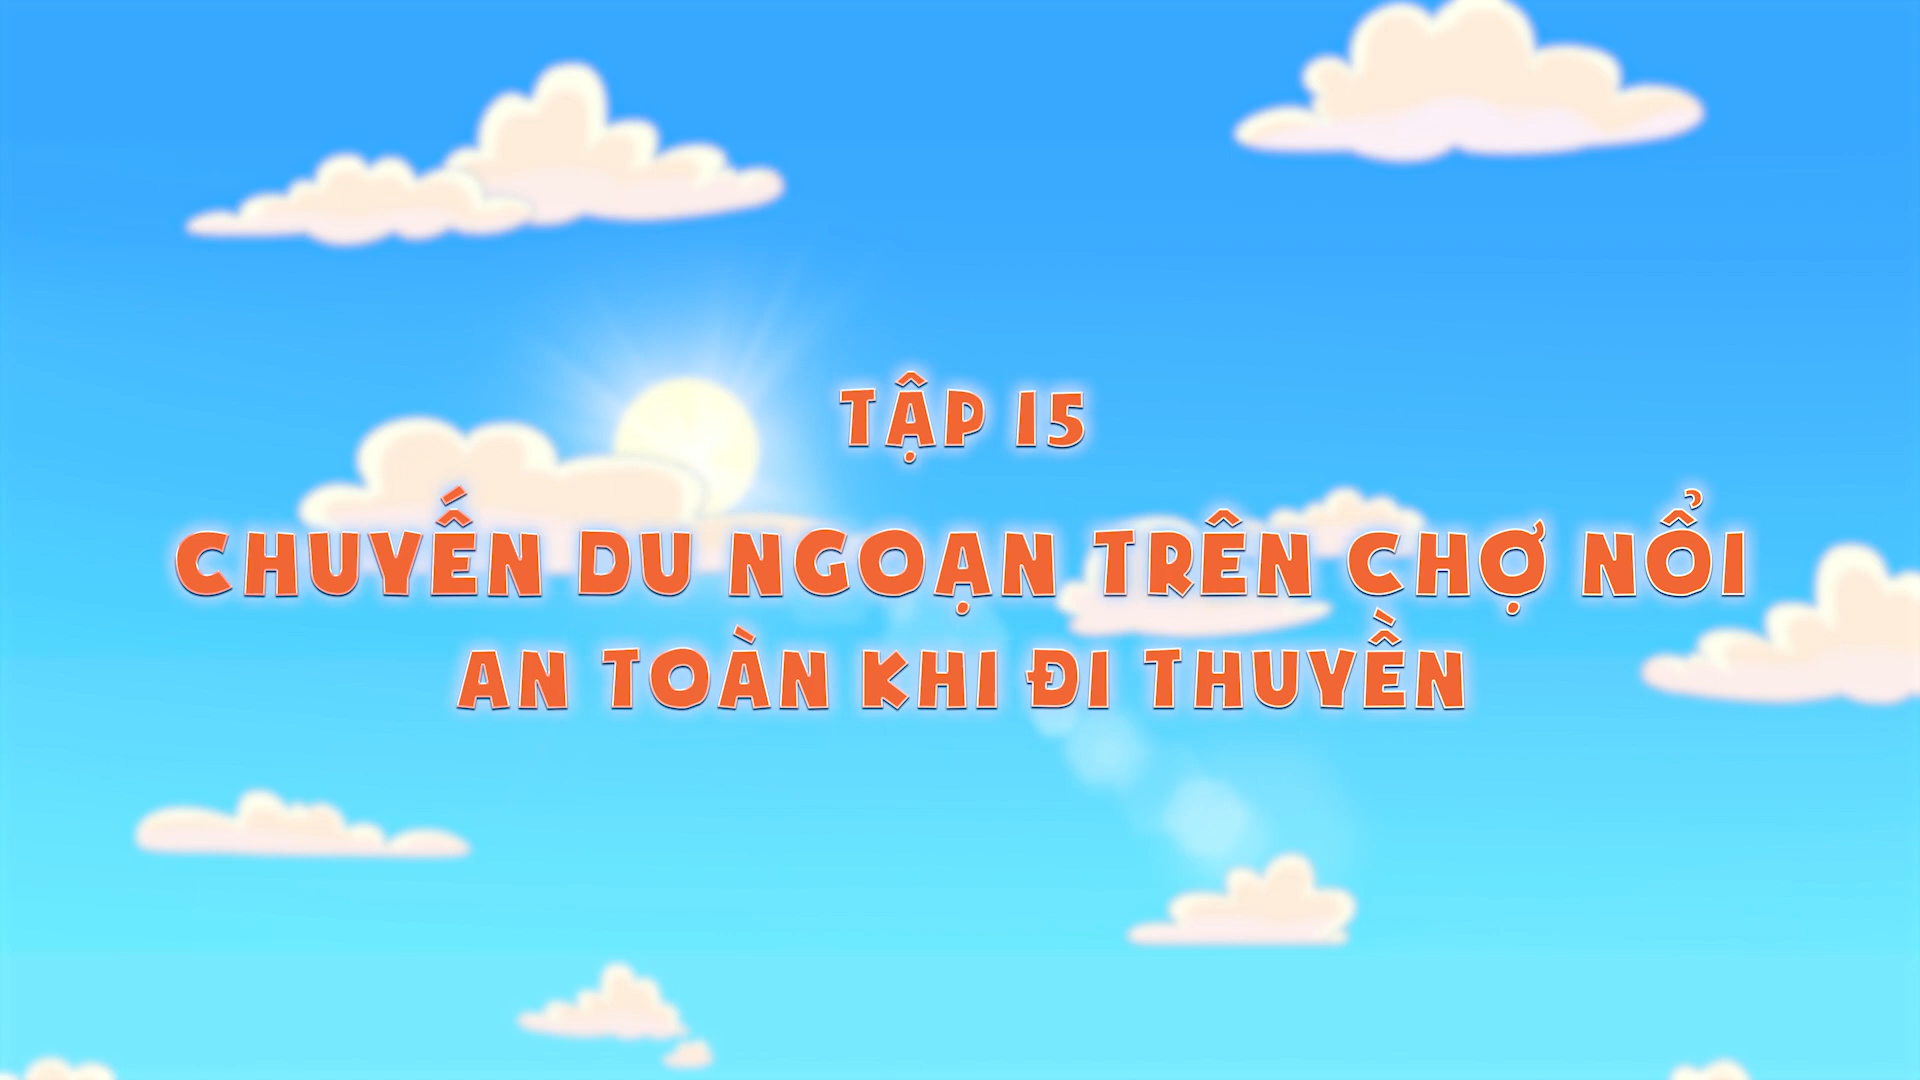 TẬP 15
CHUYẾN DU NGOẠN TRÊN CHỢ NỔI
AN TOÀN KHI ĐI THUYỀN